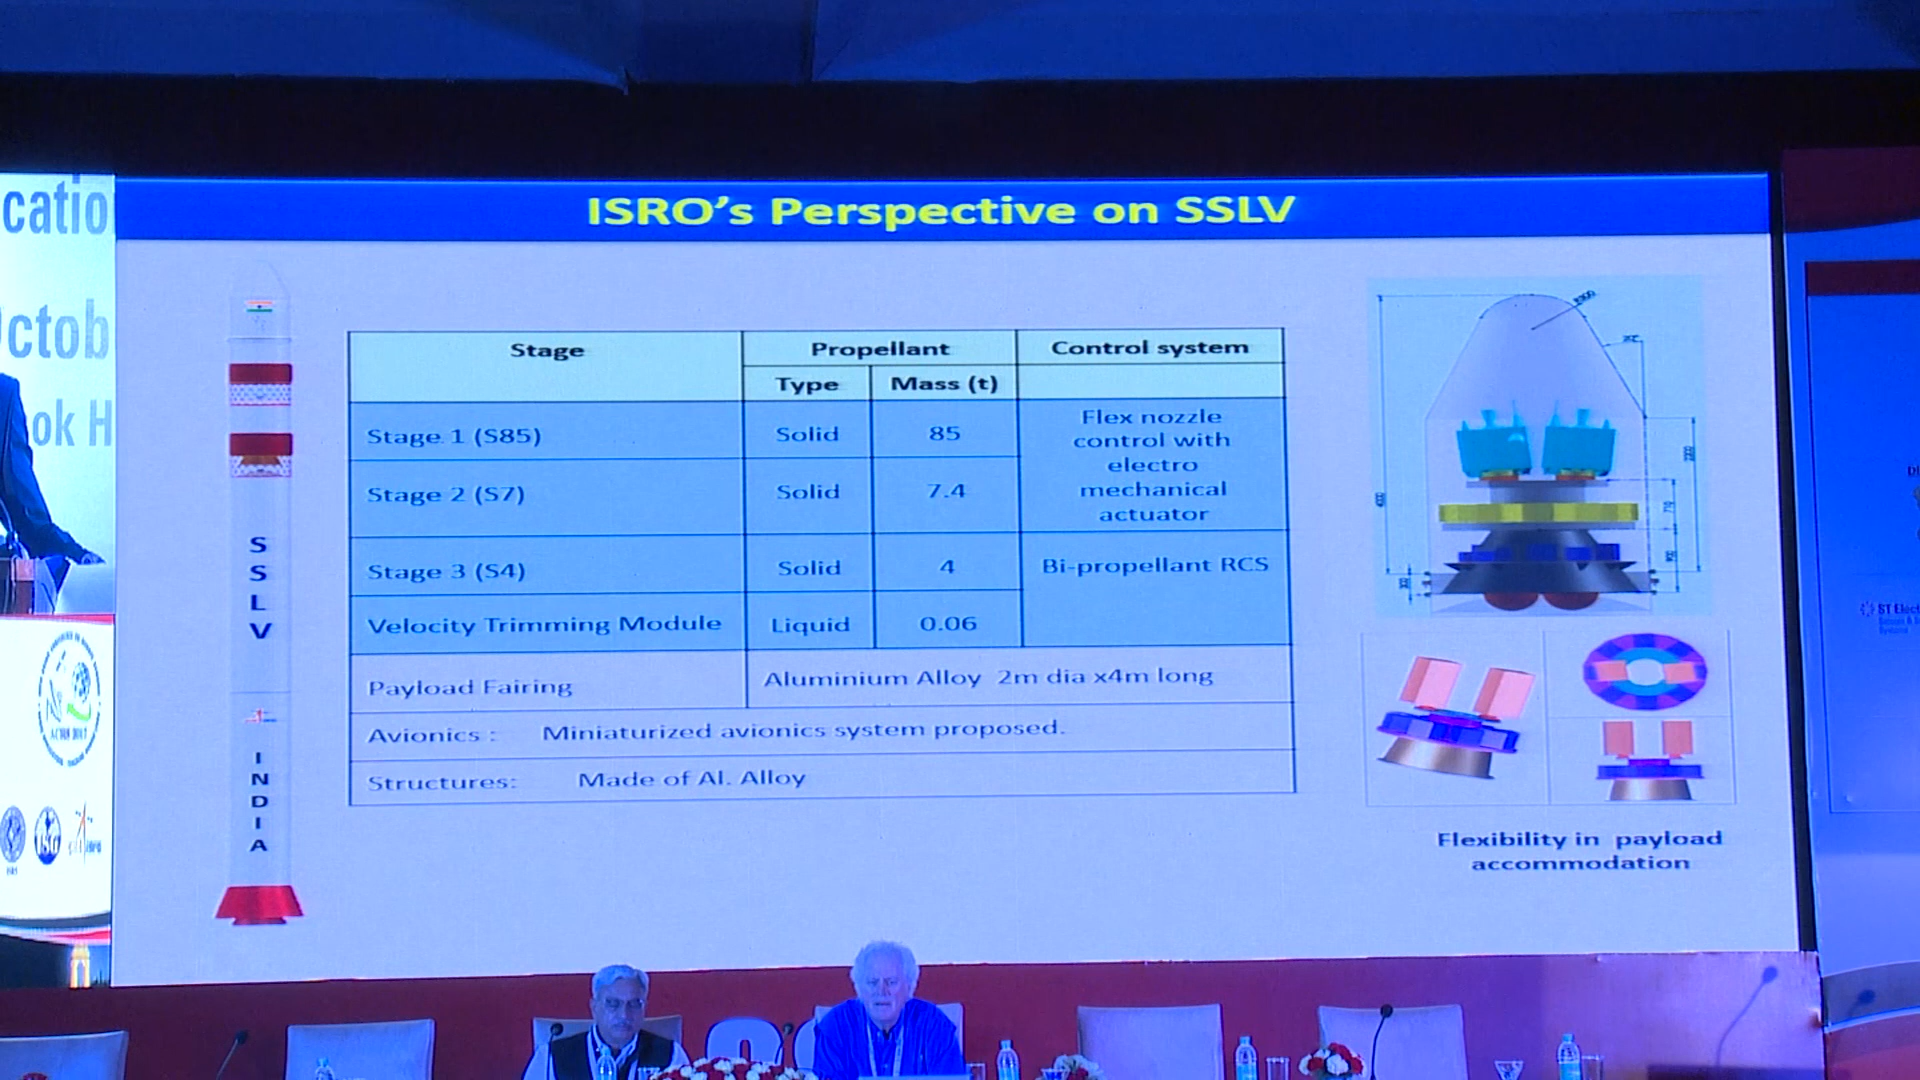 ISRO's Perspective on SSLV
catio
ctob
ok H
Stage Propellant Control system
Type Mass (t)
Stage 1 (S85) Solid 85
Flex nozzle
control with
electro
mechanical
actuator
Stage 2 (S7) Solid 7.4
Stage 3 (S4) Solid 4 Bi-propellant RCS
Velocity Trimming Module Liquid 0.06
Payload Fairing Aluminium Alloy 2m dia x4m long
Avionics : Miniaturized avionics system proposed.
Structures: Made of Al. Alloy
S
S
L
V
I
N
D
I
A
Flexibility in payload
accommodation
ST Elect